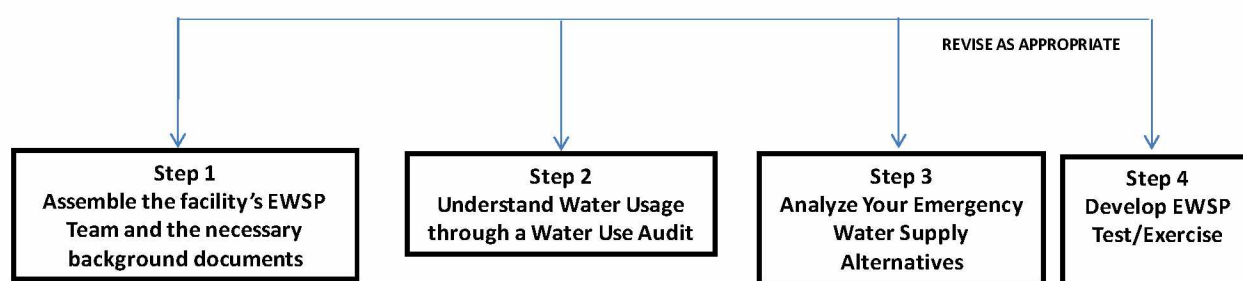 REVISE AS APPROPRIATE
Step 1
Assemble the facility's EWSP
Team and the necessary
background documents
Step 2
Understand Water Usage
through a Water Use Audit
Step 3
Analyze Your Emergency
Water Supply
Alternatives
Step 4
Develop EWSP
Test/Exercise